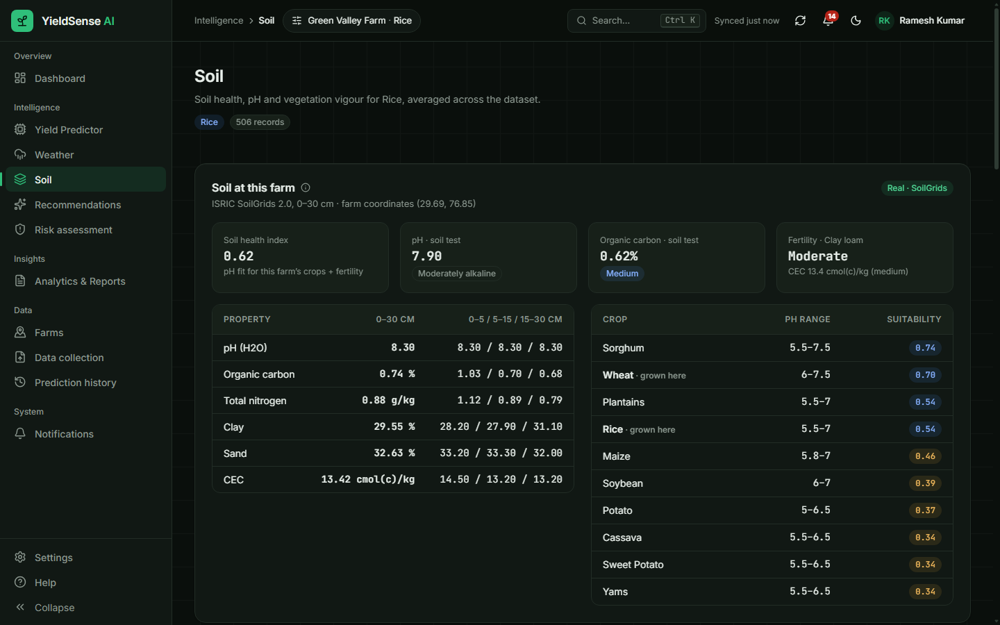 YieldSense AI
Intelligence > Soil
Green Valley Farm · Rice
Search...
Ctrl K
Synced just now
14
RK
Ramesh Kumar
Overview
Dashboard
Intelligence
Yield Predictor
Weather
Soil
Recommendations
Risk assessment
Insights
Analytics & Reports
Data
Farms
Data collection
Prediction history
System
Notifications
Settings
Help
Collapse
Soil
Soil health, pH and vegetation vigour for Rice, averaged across the dataset.
Rice
506 records
Soil at this farm
Real · SoilGrids
ISRIC SoilGrids 2.0, 0–30 cm · farm coordinates (29.69, 76.85)
Soil health index
0.62
pH fit for this farm's crops + fertility
pH · soil test
7.90
Moderately alkaline
Organic carbon · soil test
0.62%
Medium
Fertility · Clay loam
Moderate
CEC 13.4 cmol(c)/kg (medium)
PROPERTY 0–30 CM 0–5 / 5–15 / 15–30 CM
pH (H2O) 8.30 8.30 / 8.30 / 8.30
Organic carbon 0.74 % 1.03 / 0.70 / 0.68
Total nitrogen 0.88 g/kg 1.12 / 0.89 / 0.79
Clay 29.55 % 28.20 / 27.90 / 31.10
Sand 32.63 % 33.20 / 33.30 / 32.00
CEC 13.42 cmol(c)/kg 14.50 / 13.20 / 13.20
CROP PH RANGE SUITABILITY
Sorghum 5.5–7.5 0.74
Wheat · grown here 6–7.5 0.70
Plantains 5.5–7 0.54
Rice · grown here 5.5–7 0.54
Maize 5.8–7 0.46
Soybean 6–7 0.39
Potato 5–6.5 0.37
Cassava 5.5–6.5 0.34
Sweet Potato 5.5–6.5 0.34
Yams 5.5–6.5 0.34